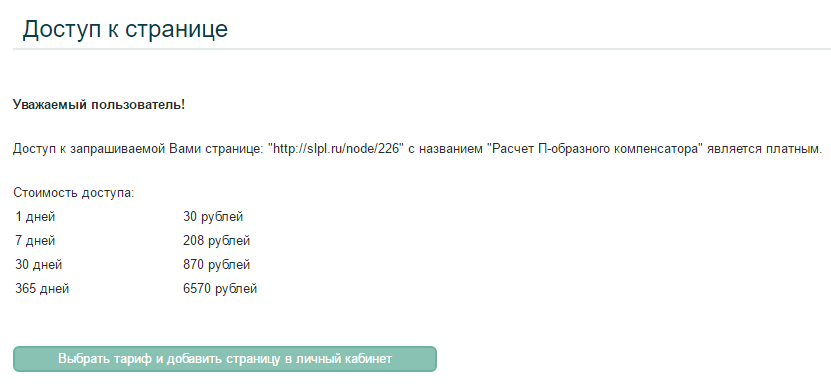 Доступ к странице
Уважаемый пользователь!
Доступ к запрашиваемой Вами странице: "http://slpl.ru/node/226" с названием "Расчет П-образного компенсатора" является платным.
Стоимость доступа:
1 дней 30 рублей
7 дней 208 рублей
30 дней 870 рублей
365 дней 6570 рублей
Выбрать тариф и добавить страницу в личный кабинет